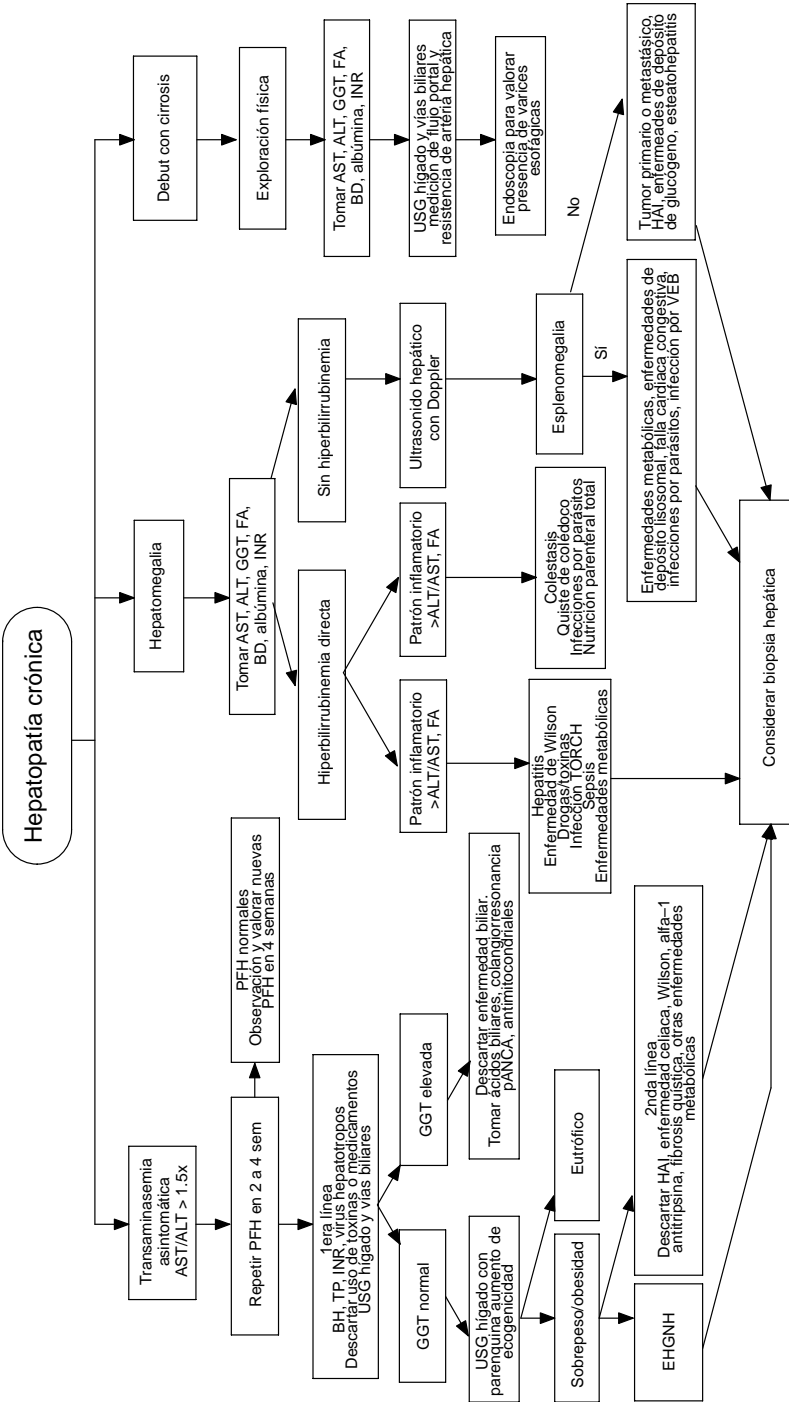 Hepatopatía crónica
Transaminasemia
asintomática
AST/ALT > 1.5x
Repetir PFH en 2 a 4 sem
PFH normales
Observación y valorar nuevas
PFH en 4 semanas
1era línea
BH, TP, INR, virus hepatotropos
Descartar uso de toxinas o medicamentos
USG hígado y vías biliares
GGT normal
GGT elevada
USG hígado con
parenquina aumento de
ecogenicidad
Descartar enfermedad biliar.
Tomar ácidos biliares, colangiorresonancia
pANCA, antimitocondriales
Sobrepeso/obesidad
Eutrófico
EHGNH
2nda línea
Descartar HAI, enfermedad celiaca, Wilson, alfa–1
antitripsina, fibrosis quística, otras enfermedades
metabólicas
Hepatomegalia
Tomar AST, ALT, GGT, FA,
BD, albúmina, INR
Hiperbilirrubinemia directa
Sin hiperbilirrubinemia
Patrón inflamatorio
>ALT/AST, FA
Patrón inflamatorio
>ALT/AST, FA
Ultrasonido hepático
con Doppler
Hepatitis
Enfermedad de Wilson
Drogas/toxinas
Infección TORCH
Sepsis
Enfermedades metabólicas
Colestasis
Quiste de colédoco
Infecciones por parásitos
Nutrición parenteral total
Esplenomegalia
Sí
No
Enfermedades metabólicas, enfermedades de
depósito lisosomal, falla cardiaca congestiva,
infecciones por parásitos, infección por VEB
Tumor primario o metastásico,
HAI, enfermeades de depósito
de glucógeno, esteatohepatitis
Debut con cirrosis
Exploración física
Tomar AST, ALT, GGT, FA,
BD, albúmina, INR
USG hígado y vías biliares
medición de flujo portal y
resistencia de arteria hepática
Endoscopia para valorar
presencia de varices
esofágicas
Considerar biopsia hepática